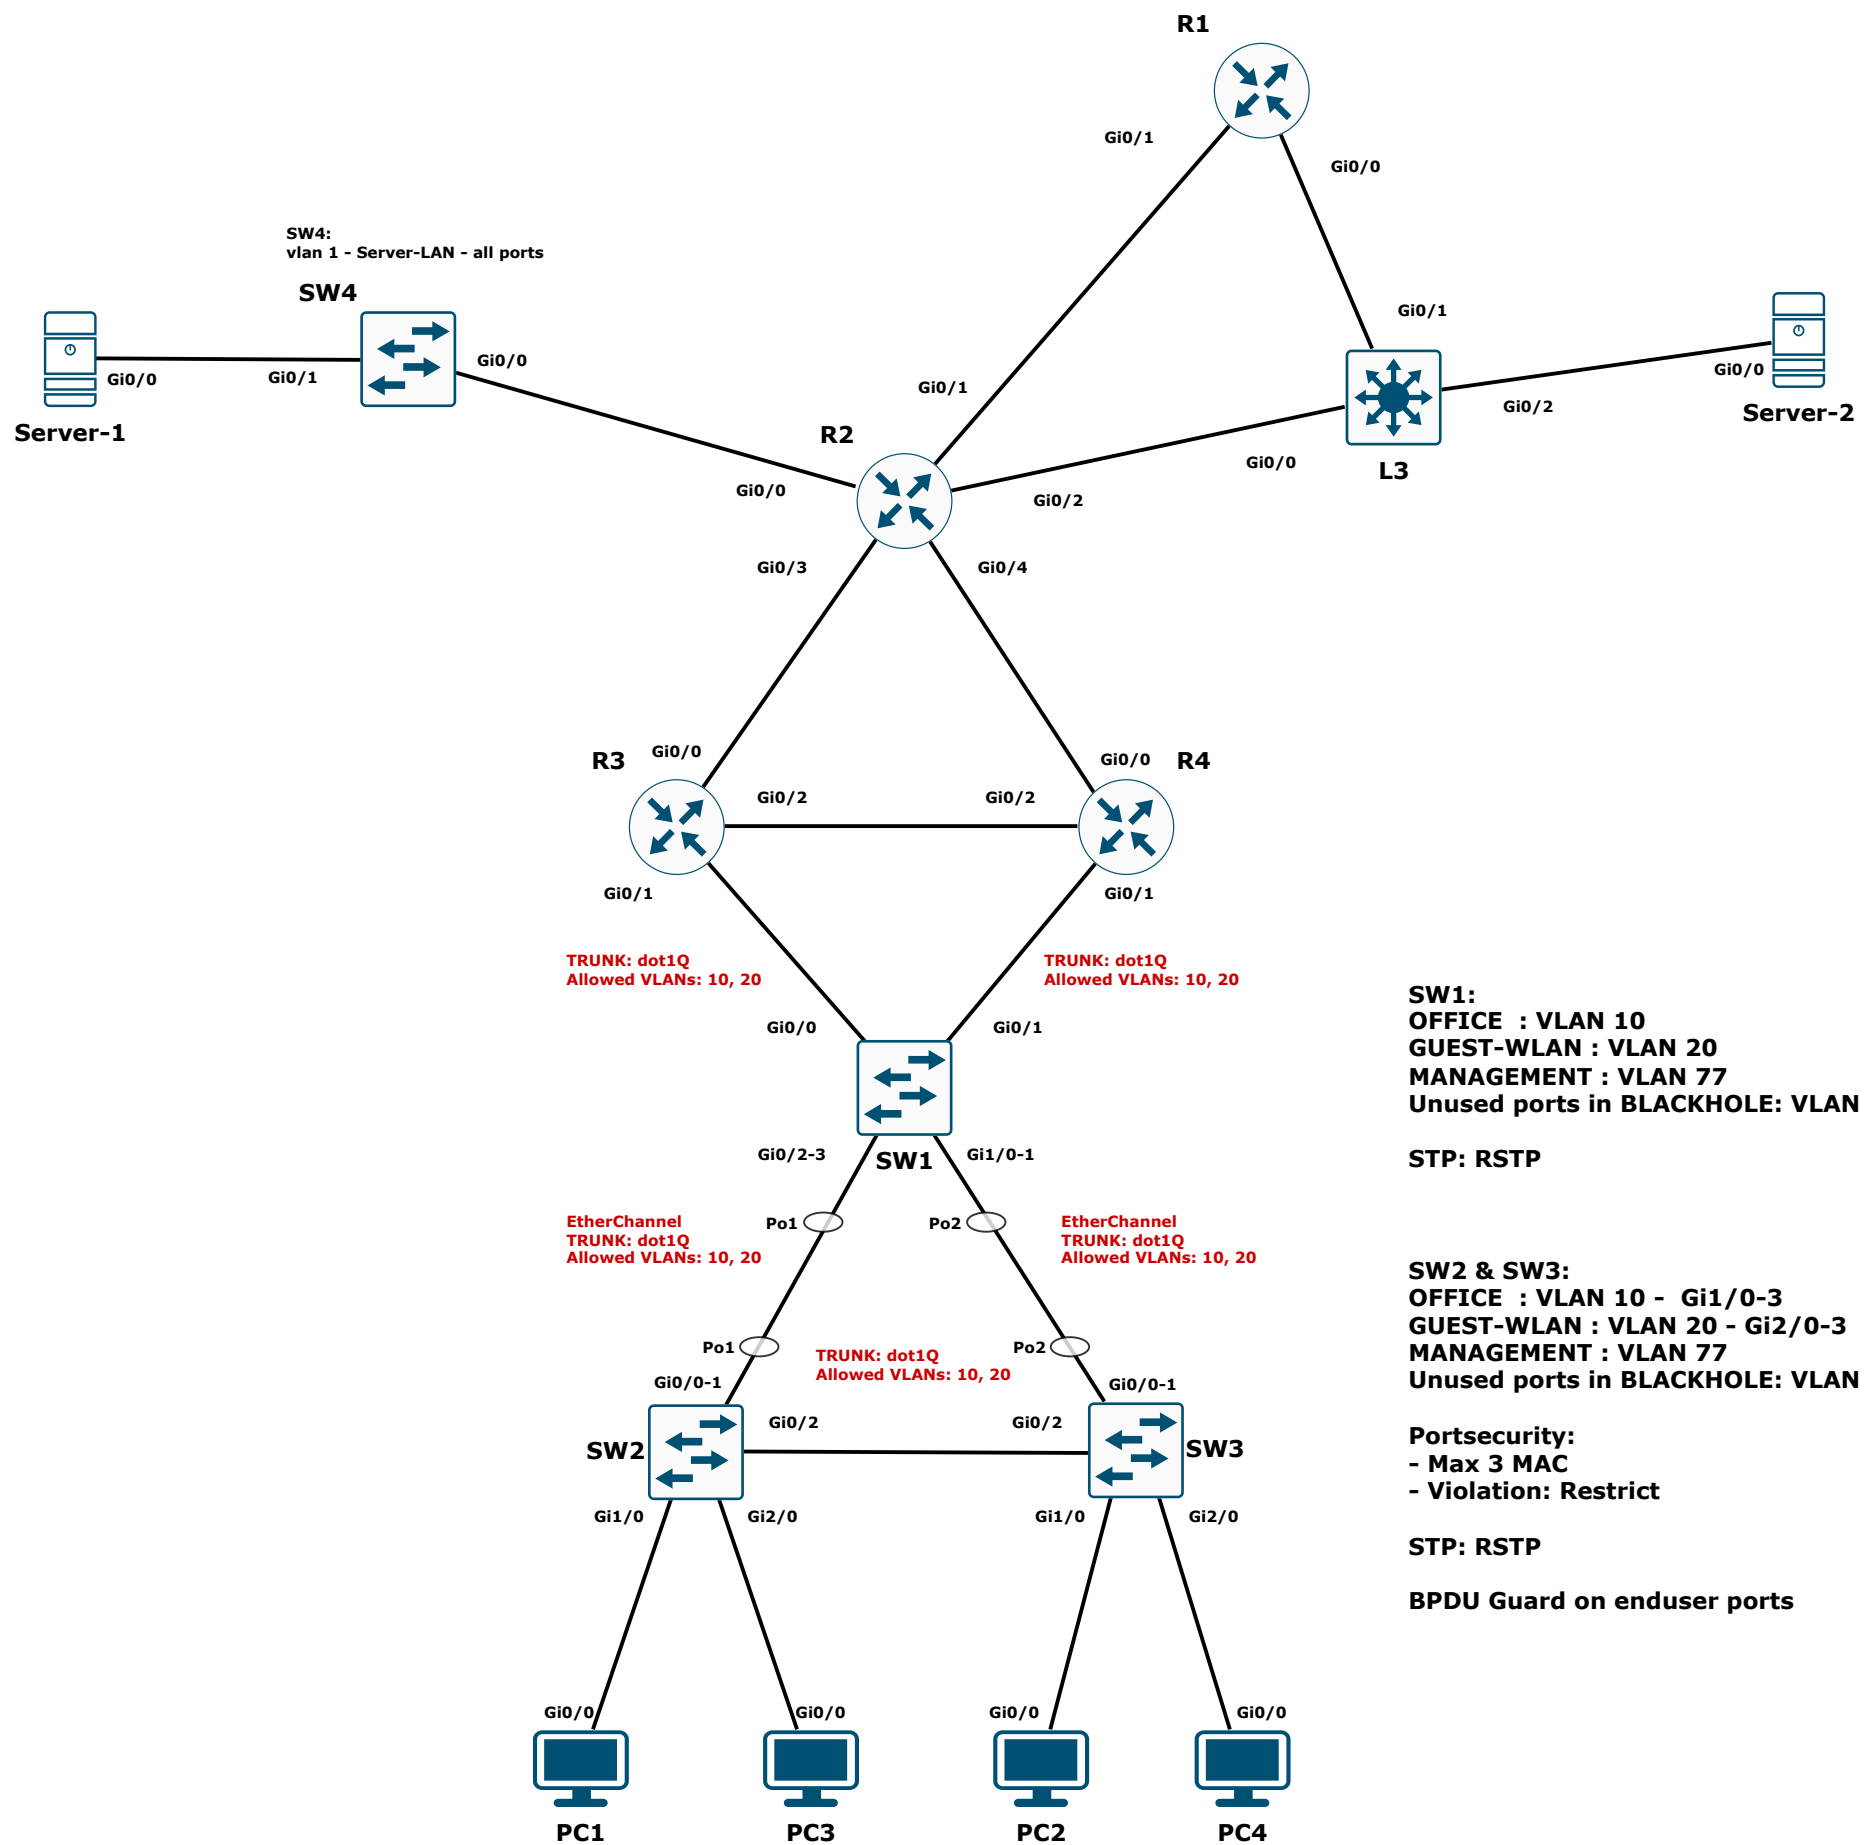 R1
Gi0/1
Gi0/0
SW4:
vlan 1 - Server-LAN - all ports
SW4
Gi0/0
Gi0/1
Gi0/0
Server-1
Gi0/1
Gi0/0
Gi0/2
Server-2
L3
Gi0/0
Gi0/1
R2
Gi0/0
Gi0/2
Gi0/3
Gi0/4
R3
Gi0/0
Gi0/0
R4
Gi0/2
Gi0/2
Gi0/1
Gi0/1
TRUNK: dot1Q
Allowed VLANs: 10, 20
TRUNK: dot1Q
Allowed VLANs: 10, 20
Gi0/0
Gi0/1
SW1:
OFFICE : VLAN 10
GUEST-WLAN : VLAN 20
MANAGEMENT : VLAN 77
Unused ports in BLACKHOLE: VLAN
STP: RSTP
Gi0/2-3
SW1
Gi1/0-1
EtherChannel
TRUNK: dot1Q
Allowed VLANs: 10, 20
Po1
Po2
EtherChannel
TRUNK: dot1Q
Allowed VLANs: 10, 20
Po1
TRUNK: dot1Q
Allowed VLANs: 10, 20
Po2
Gi0/0-1
Gi0/0-1
SW2
Gi0/2
Gi0/2
SW3
SW2 & SW3:
OFFICE : VLAN 10 - Gi1/0-3
GUEST-WLAN : VLAN 20 - Gi2/0-3
MANAGEMENT : VLAN 77
Unused ports in BLACKHOLE: VLAN
Portsecurity:
- Max 3 MAC
- Violation: Restrict
STP: RSTP
BPDU Guard on enduser ports
Gi1/0
Gi2/0
Gi1/0
Gi2/0
Gi0/0
Gi0/0
Gi0/0
Gi0/0
PC1
PC3
PC2
PC4